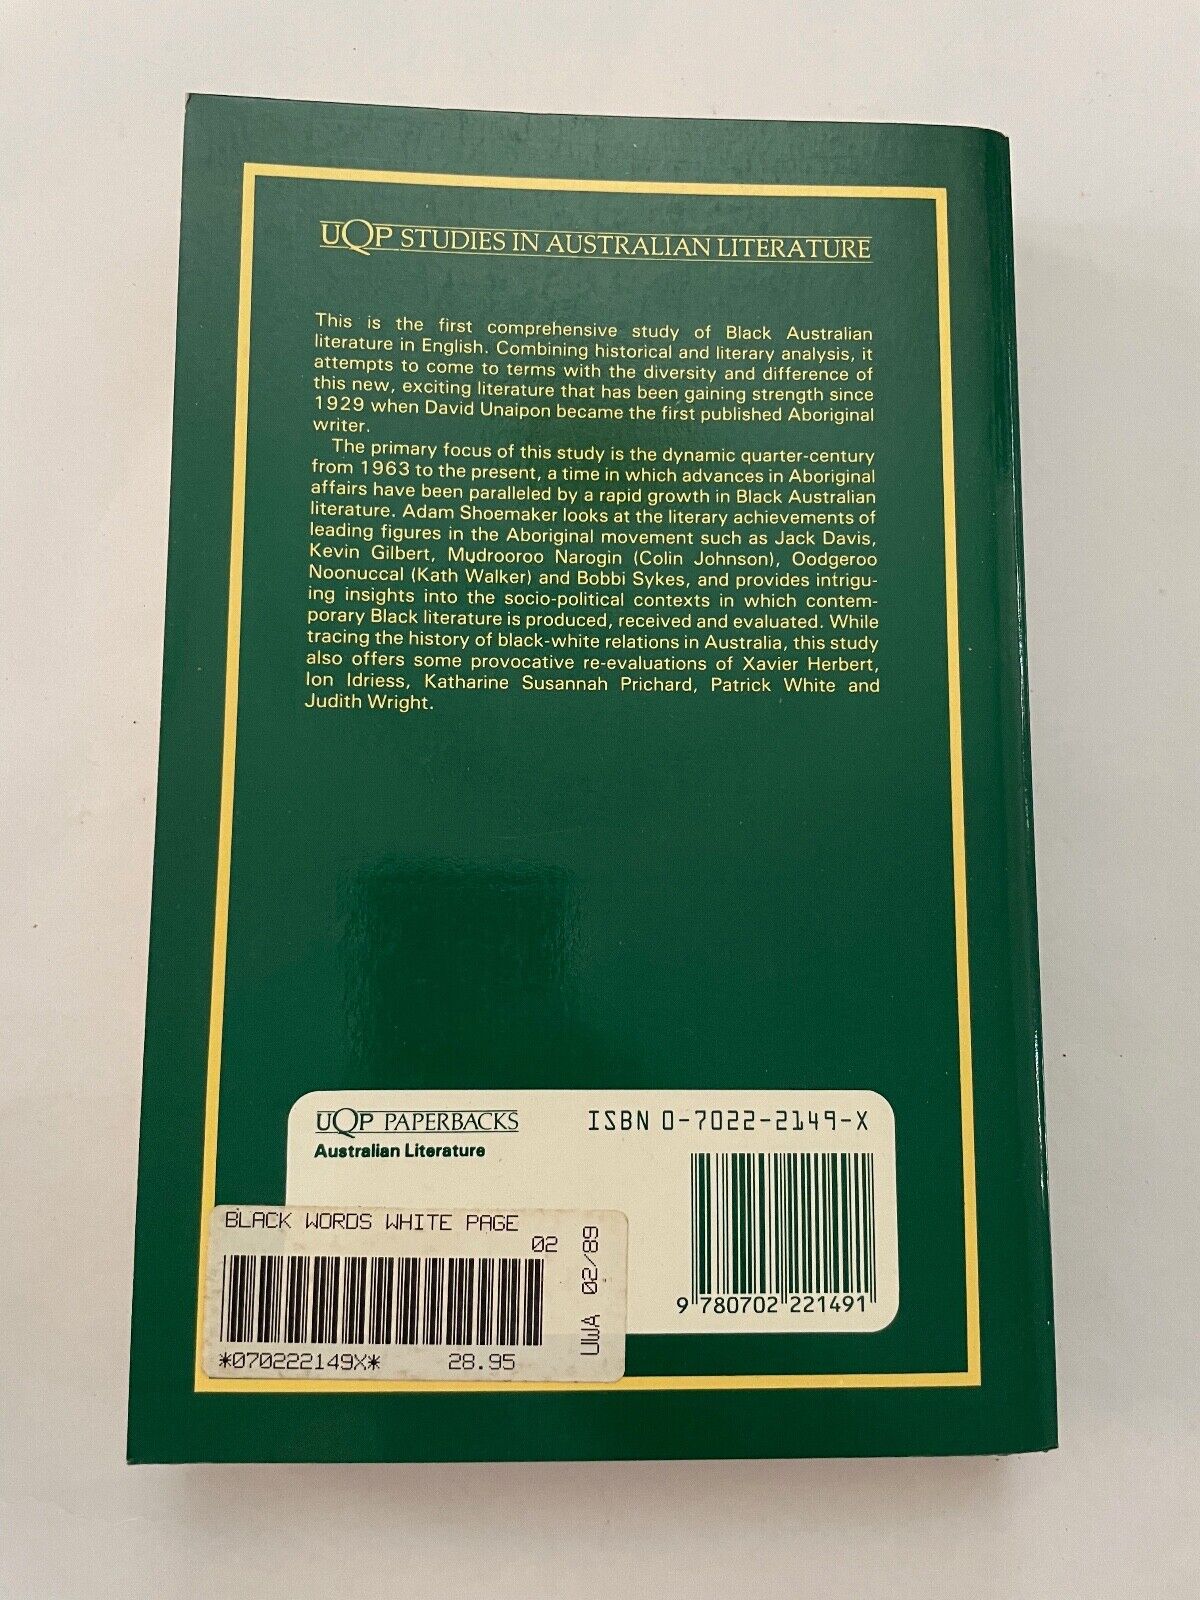 UQP STUDIES IN AUSTRALIAN LITERATURE
This is the first comprehensive study of Black Australian
literature in English. Combining historical and literary analysis, it
attempts to come to terms with the diversity and difference of
this new, exciting literature that has been gaining strength since
1929 when David Unaipon became the first published Aboriginal
writer.
The primary focus of this study is the dynamic quarter-century
from 1963 to the present, a time in which advances in Aboriginal
affairs have been paralleled by a rapid growth in Black Australian
literature. Adam Shoemaker looks at the literary achievements of
leading figures in the Aboriginal movement such as Jack Davis,
Kevin Gilbert, Mudrooroo Narogin (Colin Johnson), Oodgeroo
Noonuccal (Kath Walker) and Bobbi Sykes, and provides intrigu-
ing insights into the socio-political contexts in which contem-
porary Black literature is produced, received and evaluated. While
tracing the history of black-white relations in Australia, this study
also offers some provocative re-evaluations of Xavier Herbert,
Ion Idriess, Katharine Susannah Prichard, Patrick White and
Judith Wright.
UQP PAPERBACKS
Australian Literature
ISBN 0-7022-2149-X
9 780702 221491
BLACK WORDS WHITE PAGE
02
*070222149X* 28.95
UWA 02/89